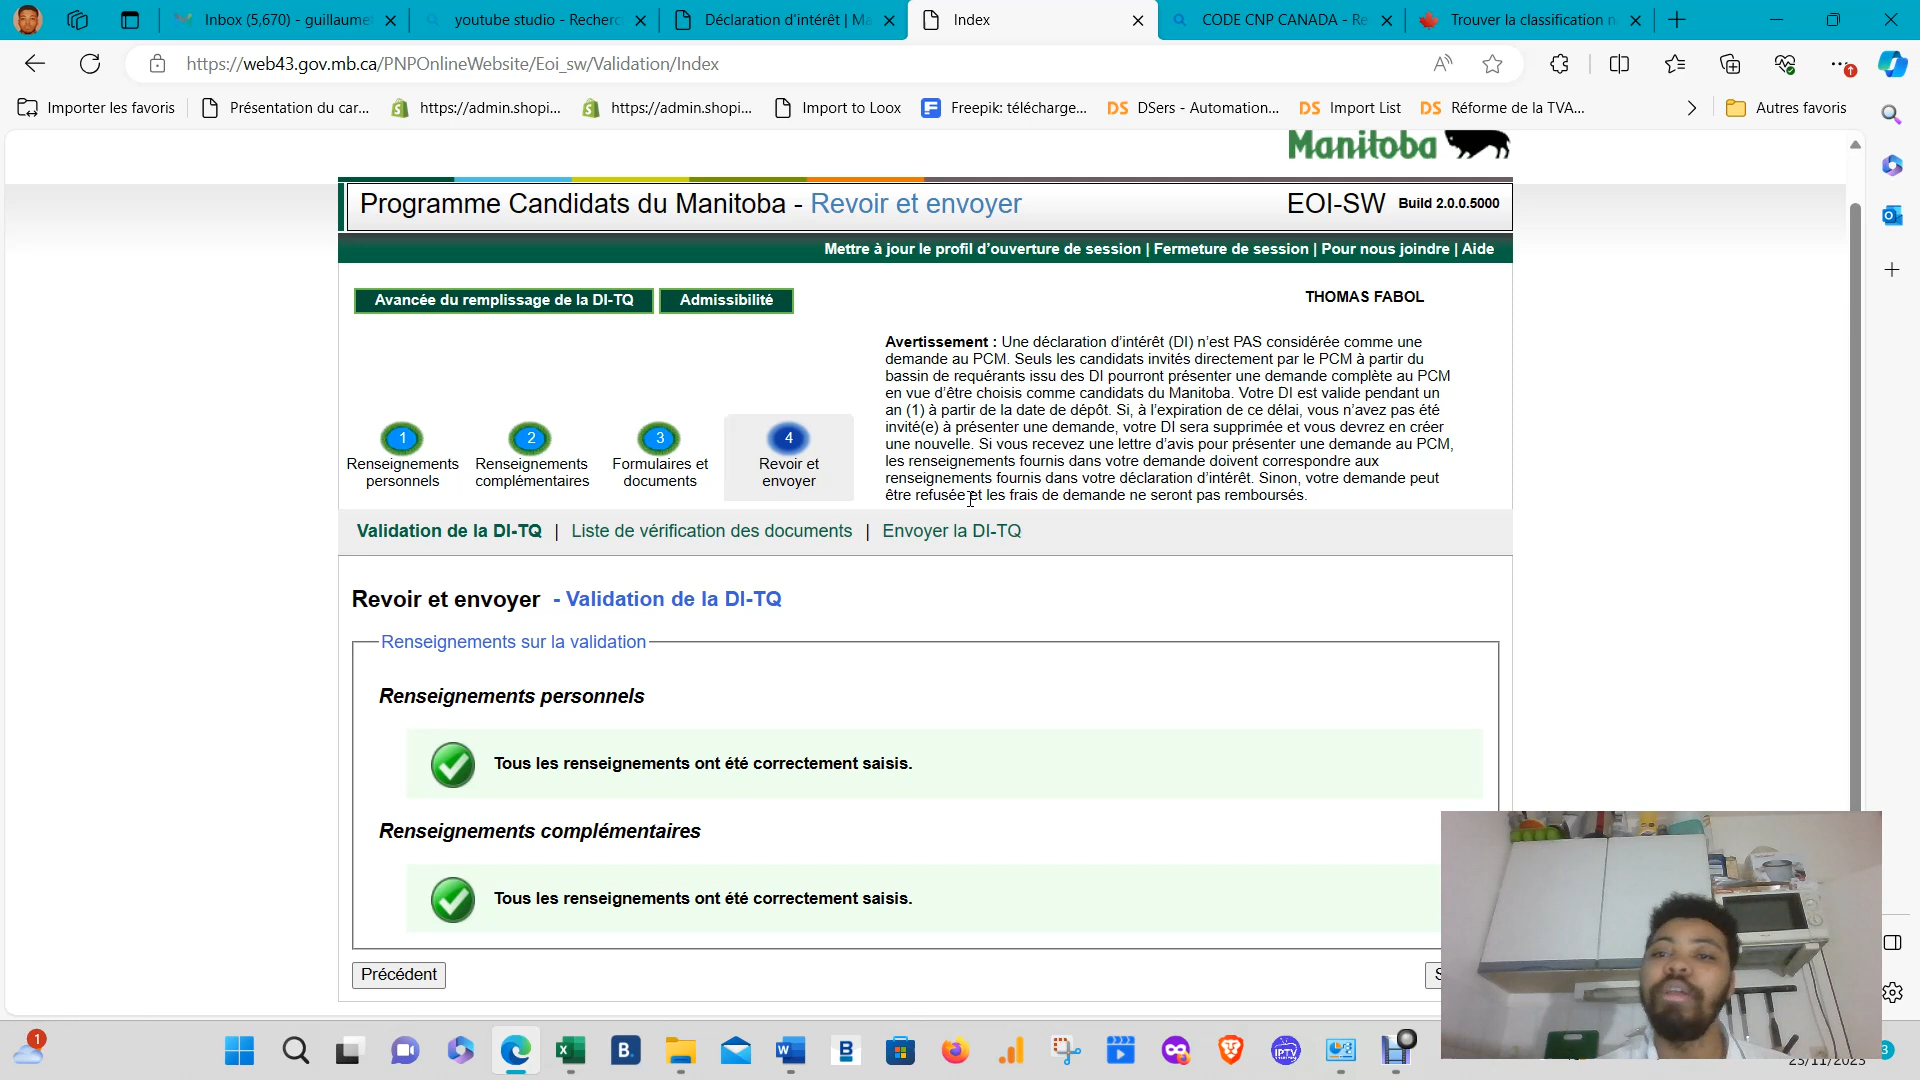 Inbox (5,670) - guillaume
youtube studio - Recherc
Déclaration d'intérêt | Ma
Index
CODE CNP CANADA - Re
Trouver la classification n
https://web43.gov.mb.ca/PNPOnlineWebsite/Eoi_sw/Validation/Index
Importer les favoris
Présentation du car...
https://admin.shopi...
https://admin.shopi...
Import to Loox
Freepik: télécharge...
DS DSers - Automation...
DS Import List
DS Réforme de la TVA...
Autres favoris
Manitoba
Programme Candidats du Manitoba - Revoir et envoyer
EOI-SW Build 2.0.0.5000
Mettre à jour le profil d'ouverture de session | Fermeture de session | Pour nous joindre | Aide
Avancée du remplissage de la DI-TQ
Admissibilité
THOMAS FABOL
Avertissement : Une déclaration d'intérêt (DI) n'est PAS considérée comme une
demande au PCM. Seuls les candidats invités directement par le PCM à partir du
bassin de requérants issu des DI pourront présenter une demande complète au PCM
en vue d'être choisis comme candidats du Manitoba. Votre DI est valide pendant un
an (1) à partir de la date de dépôt. Si, à l'expiration de ce délai, vous n'avez pas été
invité(e) à présenter une demande, votre DI sera supprimée et vous devrez en créer
une nouvelle. Si vous recevez une lettre d'avis pour présenter une demande au PCM,
les renseignements fournis dans votre demande doivent correspondre aux
renseignements fournis dans votre déclaration d'intérêt. Sinon, votre demande peut
être refusée et les frais de demande ne seront pas remboursés.
1
Renseignements
personnels
2
Renseignements
complémentaires
3
Formulaires et
documents
4
Revoir et
envoyer
Validation de la DI-TQ | Liste de vérification des documents | Envoyer la DI-TQ
Revoir et envoyer - Validation de la DI-TQ
Renseignements sur la validation
Renseignements personnels
Tous les renseignements ont été correctement saisis.
Renseignements complémentaires
Tous les renseignements ont été correctement saisis.
Précédent
S
1
B.
B
IPTV
3
23/11/2023